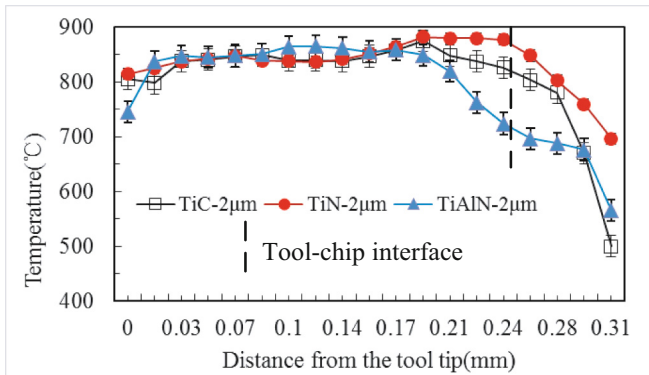 900
800
700
600
500
400
Temperature(℃)
TiC-2μm TiN-2μm TiAlN-2μm
Tool-chip interface
0 0.03 0.07 0.1 0.14 0.17 0.21 0.24 0.28 0.31
Distance from the tool tip(mm)